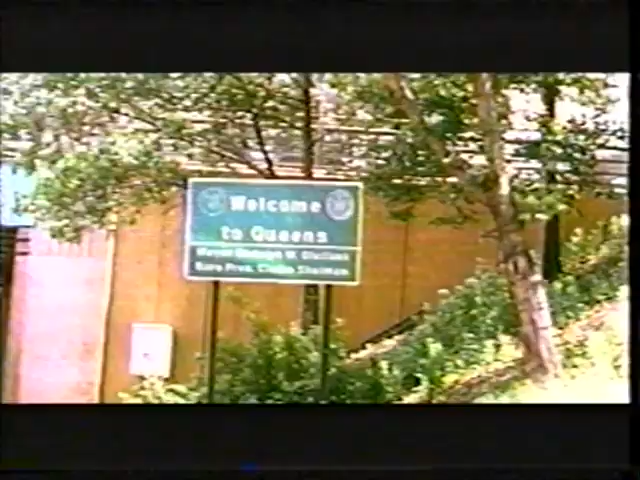 Welcome
to Queens
Mayor Rudolph W. Giuliani
Boro Pres. Claire Shulman